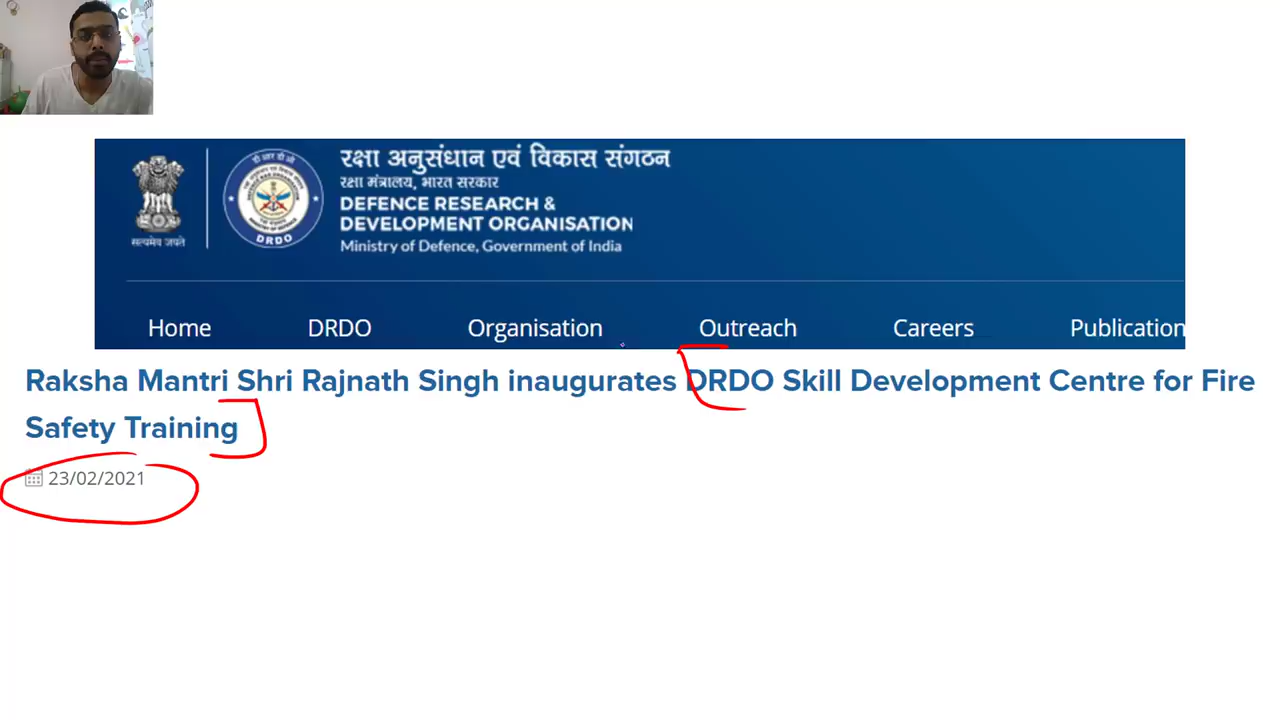 रक्षा अनुसंधान एवं विकास संगठन
रक्षा मंत्रालय, भारत सरकार
DEFENCE RESEARCH &
DEVELOPMENT ORGANISATION
Ministry of Defence, Government of India
सत्यमेव जयते
DRDO
Home DRDO Organisation Outreach Careers Publication
Raksha Mantri Shri Rajnath Singh inaugurates DRDO Skill Development Centre for Fire
Safety Training
23/02/2021